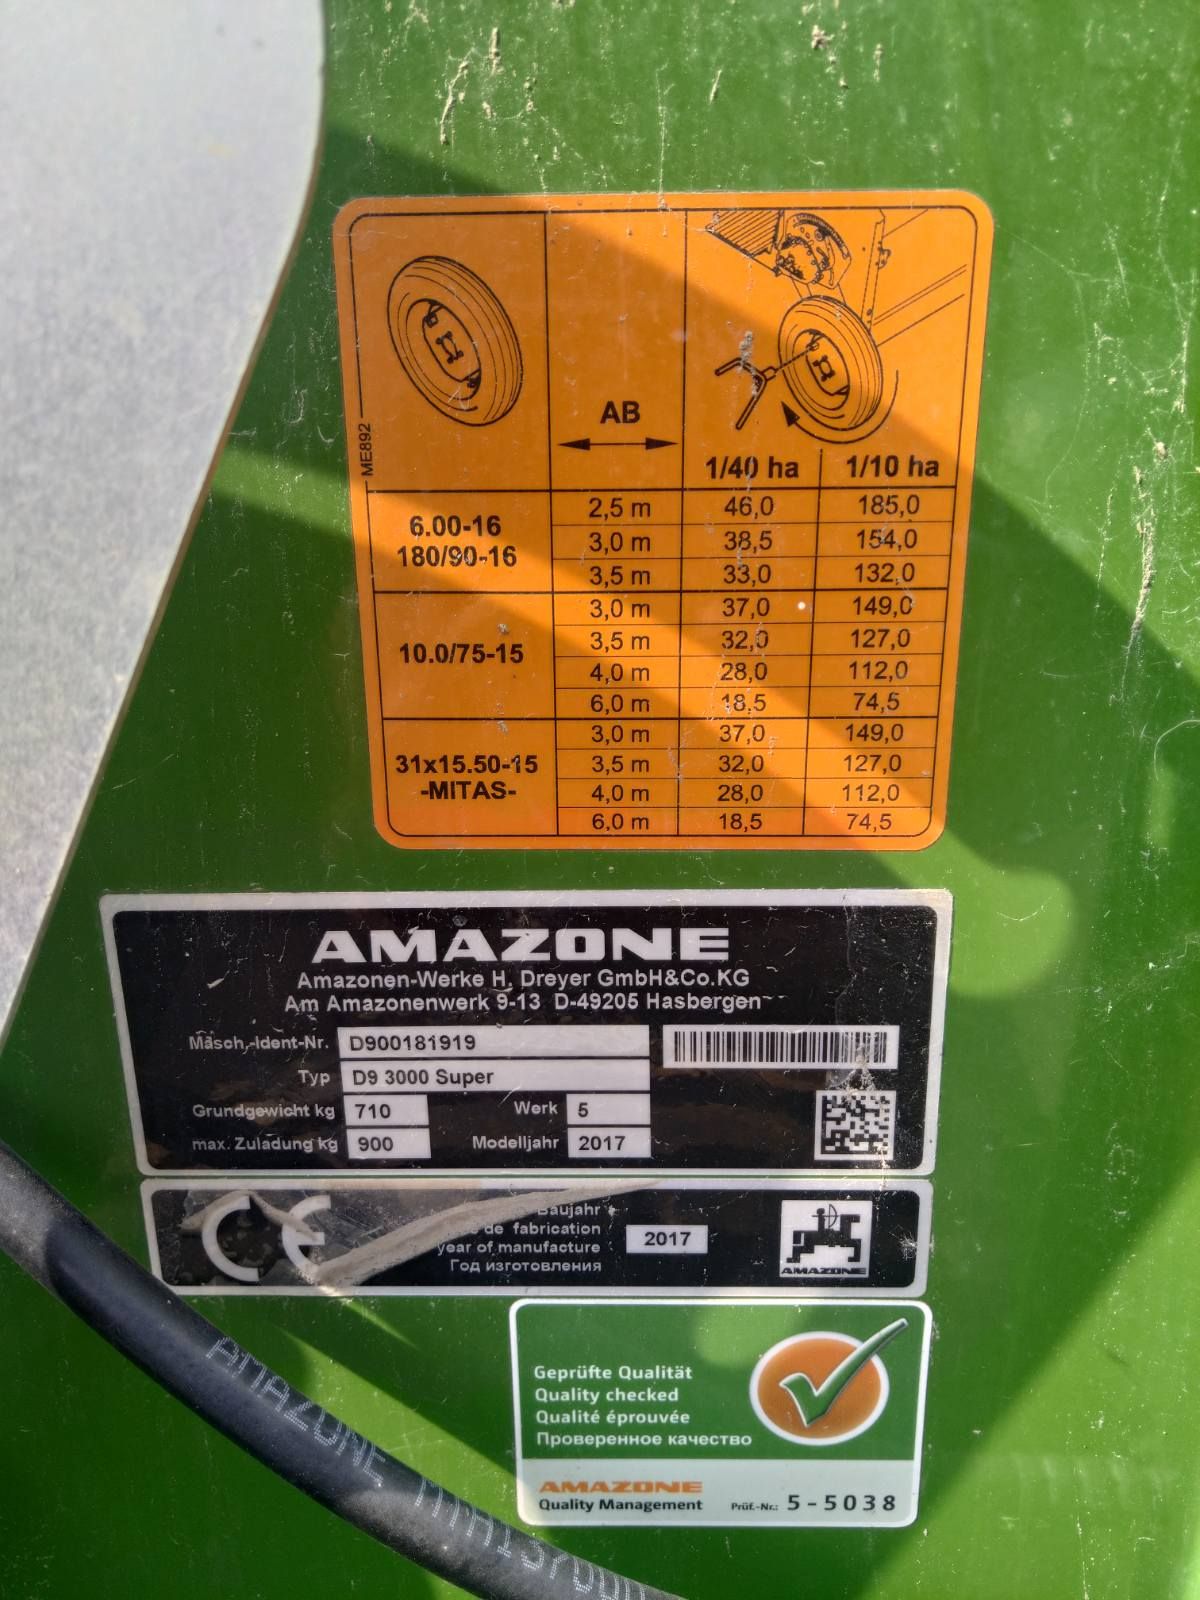 ME892
AB
1/40 ha 1/10 ha
6.00-16
180/90-16
2,5 m 46,0 185,0
3,0 m 38,5 154,0
3,5 m 33,0 132,0
10.0/75-15
3,0 m 37,0 149,0
3,5 m 32,0 127,0
4,0 m 28,0 112,0
6,0 m 18,5 74,5
31x15.50-15
-MITAS-
3,0 m 37,0 149,0
3,5 m 32,0 127,0
4,0 m 28,0 112,0
6,0 m 18,5 74,5
AMAZONE
Amazonen-Werke H. Dreyer GmbH&Co.KG
Am Amazonenwerk 9-13 D-49205 Hasbergen
Masch.-Ident-Nr. D900181919
Typ D9 3000 Super
Grundgewicht kg 710 Werk 5
max. Zuladung kg 900 Modelljahr 2017
CE
Baujahr
de fabrication
year of manufacture 2017
Год изготовления
AMAZONE
Geprüfte Qualität
Quality checked
Qualité éprouvée
Проверенное качество
AMAZONE
Quality Management Prüf.-Nr.: 5-5038
AMAZONE